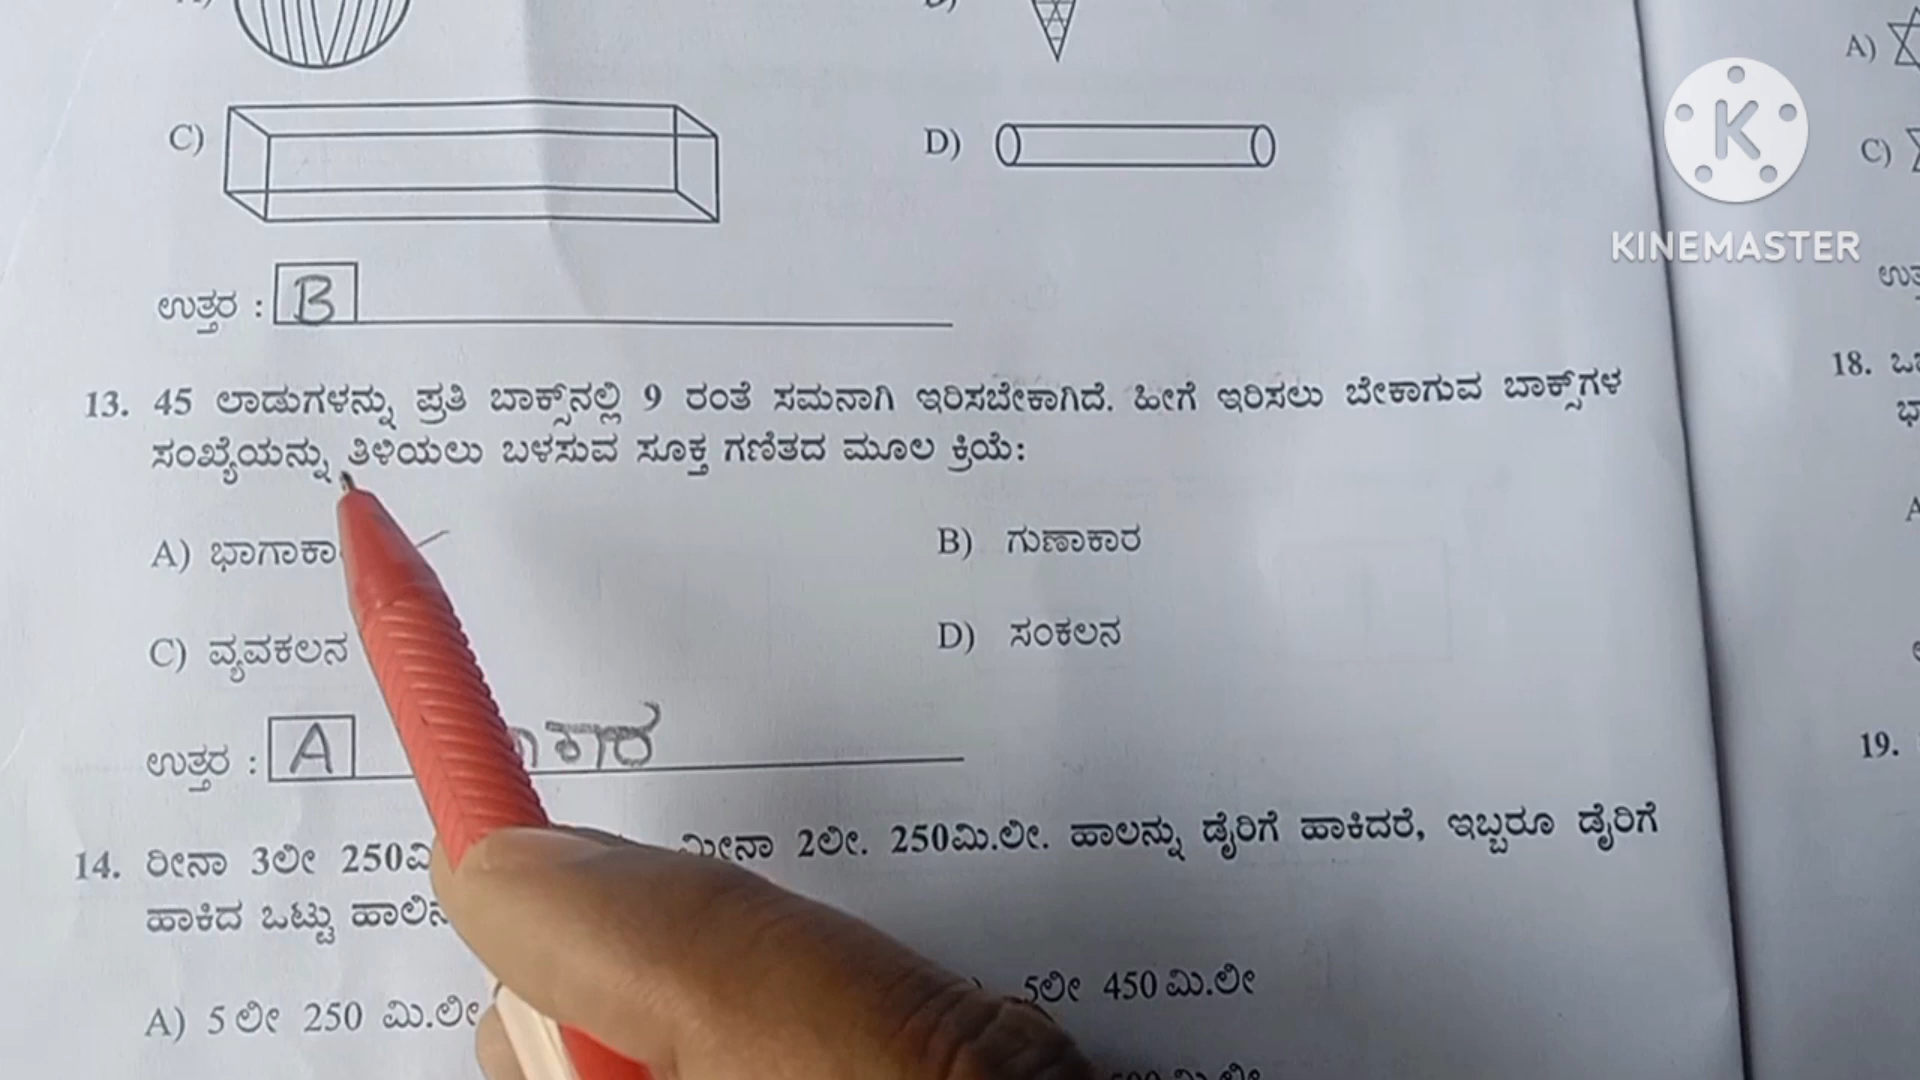 C)
D)
A)
C)
KINEMASTER
ಉತ್ತರ : B
13. 45 ಲಾಡುಗಳನ್ನು ಪ್ರತಿ ಬಾಕ್ಸ್‌ನಲ್ಲಿ 9 ರಂತೆ ಸಮನಾಗಿ ಇರಿಸಬೇಕಾಗಿದೆ. ಹೀಗೆ ಇರಿಸಲು ಬೇಕಾಗುವ ಬಾಕ್ಸ್‌ಗಳ
ಸಂಖ್ಯೆಯನ್ನು ತಿಳಿಯಲು ಬಳಸುವ ಸೂಕ್ತ ಗಣಿತದ ಮೂಲ ಕ್ರಿಯೆ:
A) ಭಾಗಾಕಾ
B) ಗುಣಾಕಾರ
C) ವ್ಯವಕಲನ
D) ಸಂಕಲನ
ಉತ್ತರ : A ಾಕಾರ
14. ರೀನಾ 3ಲೀ 250ಮಿ ಮೀನಾ 2ಲೀ. 250ಮಿ.ಲೀ. ಹಾಲನ್ನು ಡೈರಿಗೆ ಹಾಕಿದರೆ, ಇಬ್ಬರೂ ಡೈರಿಗೆ
ಹಾಕಿದ ಒಟ್ಟು ಹಾಲಿನ
A) 5 ಲೀ 250 ಮಿ.ಲೀ
5ಲೀ 450 ಮಿ.ಲೀ
18.
19.